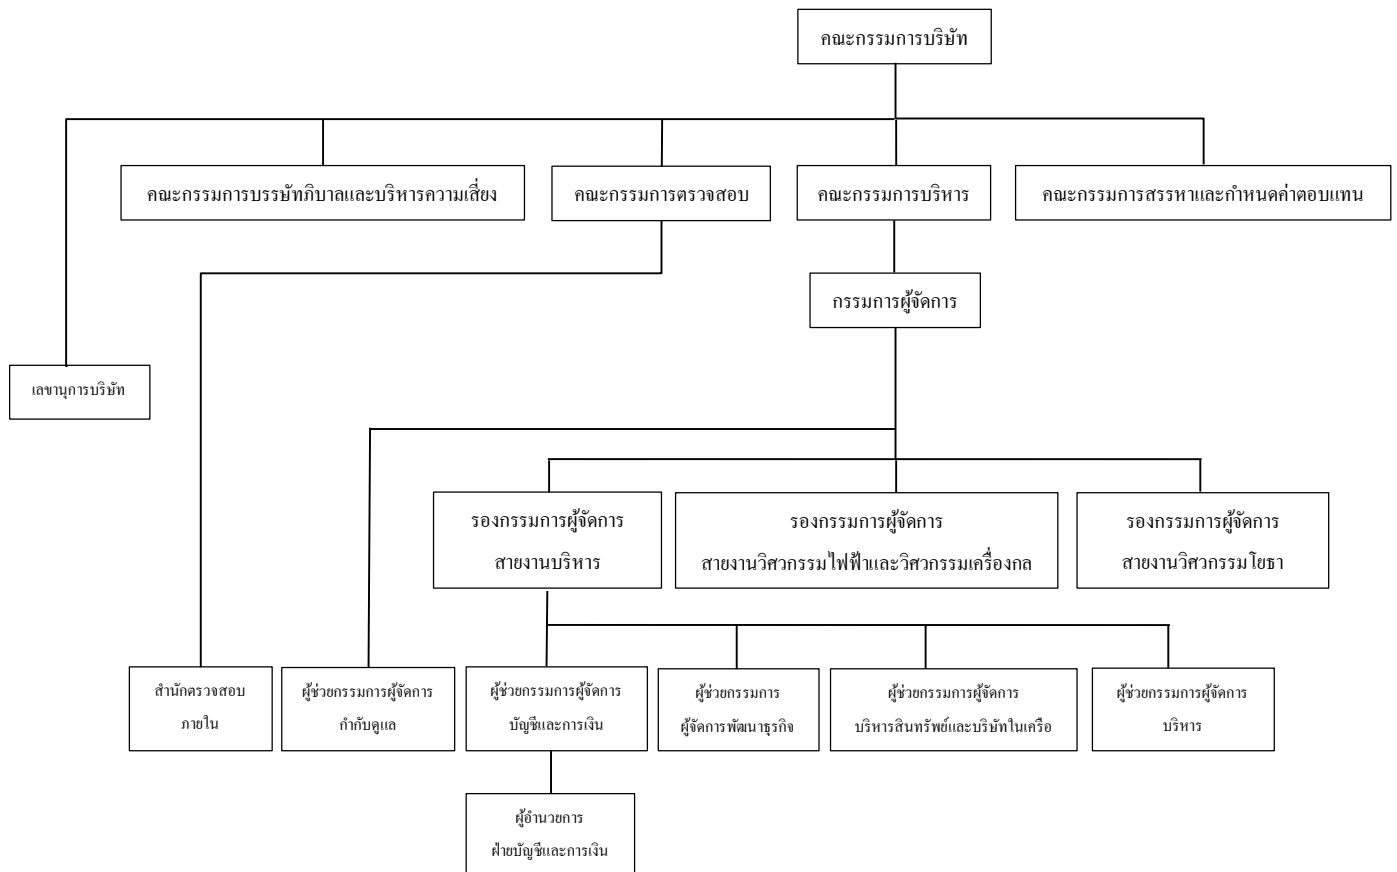 คณะกรรมการบริษัท
คณะกรรมการบรรษัทภิบาลและบริหารความเสี่ยง
คณะกรรมการตรวจสอบ
คณะกรรมการบริหาร
คณะกรรมการสรรหาและกำหนดค่าตอบแทน
กรรมการผู้จัดการ
เลขานุการบริษัท
รองกรรมการผู้จัดการ
สายงานบริหาร
รองกรรมการผู้จัดการ
สายงานวิศวกรรมไฟฟ้าและวิศวกรรมเครื่องกล
รองกรรมการผู้จัดการ
สายงานวิศวกรรมโยธา
สำนักตรวจสอบ
ภายใน
ผู้ช่วยกรรมการผู้จัดการ
กำกับดูแล
ผู้ช่วยกรรมการผู้จัดการ
บัญชีและการเงิน
ผู้ช่วยกรรมการ
ผู้จัดการพัฒนาธุรกิจ
ผู้ช่วยกรรมการผู้จัดการ
บริหารสินทรัพย์และบริษัทในเครือ
ผู้ช่วยกรรมการผู้จัดการ
บริหาร
ผู้อำนวยการ
ฝ่ายบัญชีและการเงิน